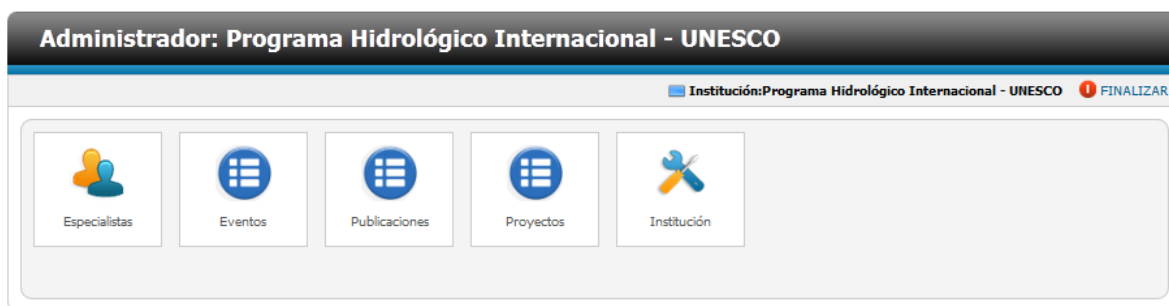 Administrador: Programa Hidrológico Internacional - UNESCO
Institución:Programa Hidrológico Internacional - UNESCO FINALIZAR
Especialistas Eventos Publicaciones Proyectos Institución